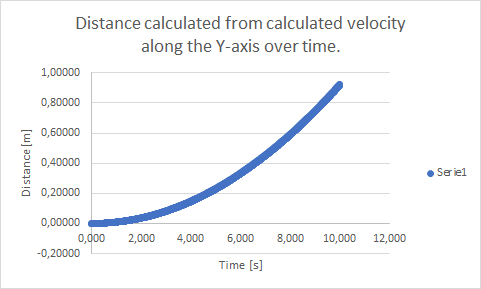 Distance calculated from calculated velocity
along the Y-axis over time.
1,00000
0,80000
0,60000
0,40000
0,20000
0,00000
-0,20000
Distance [m]
0,000 2,000 4,000 6,000 8,000 10,000 12,000
Time [s]
Serie1